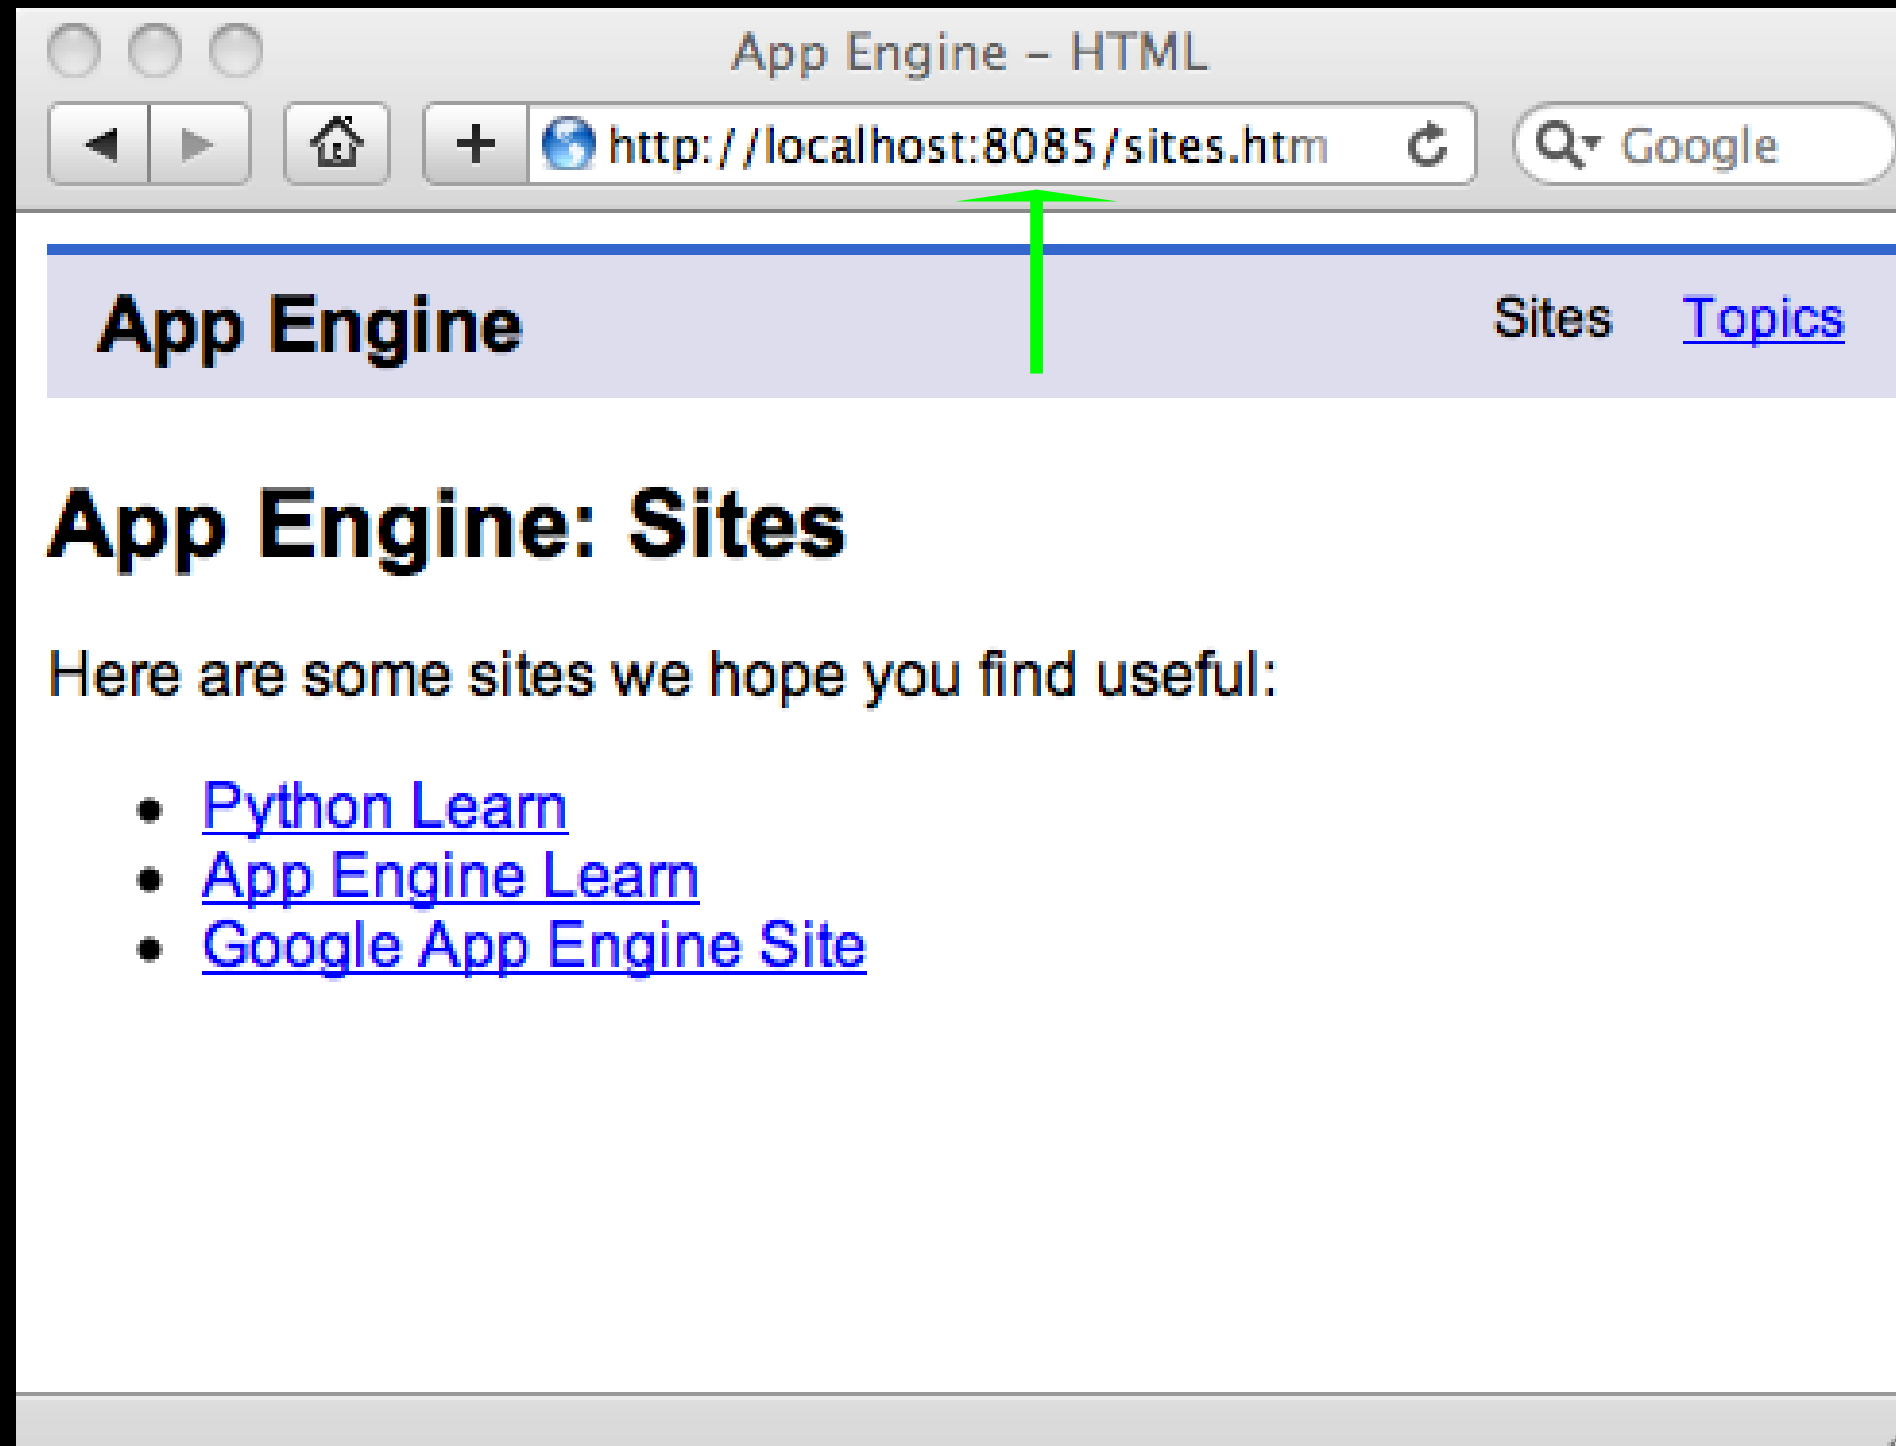 App Engine – HTML
http://localhost:8085/sites.htm
Google
App Engine
Sites
Topics
App Engine: Sites
Here are some sites we hope you find useful:
• Python Learn
• App Engine Learn
• Google App Engine Site